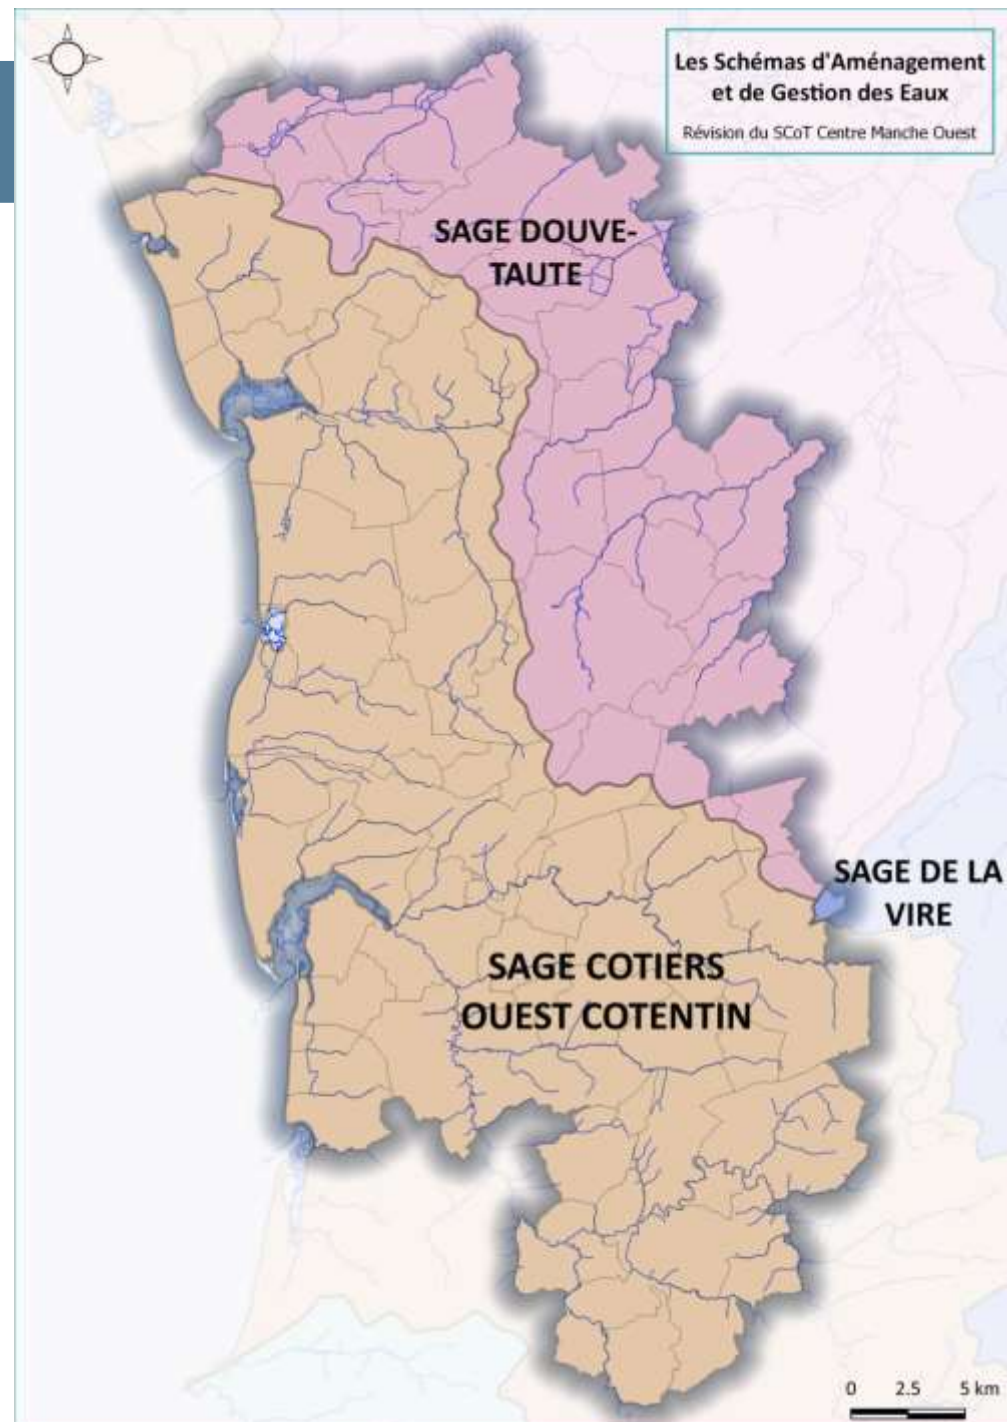 Les Schémas d'Aménagement
et de Gestion des Eaux
Révision du SCoT Centre Manche Ouest
SAGE DOUVE-
TAUTE
SAGE DE LA
VIRE
SAGE COTIERS
OUEST COTENTIN
0 2.5 5 km